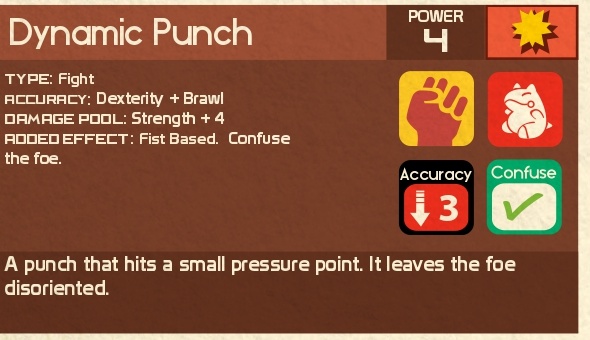 Dynamic Punch
POWER
4
TYPE: Fight
ACCURACY: Dexterity + Brawl
DAMAGE POOL: Strength + 4
ADDED EFFECT: Fist Based. Confuse
the foe.
Accuracy
3
Confuse
A punch that hits a small pressure point. It leaves the foe
disoriented.